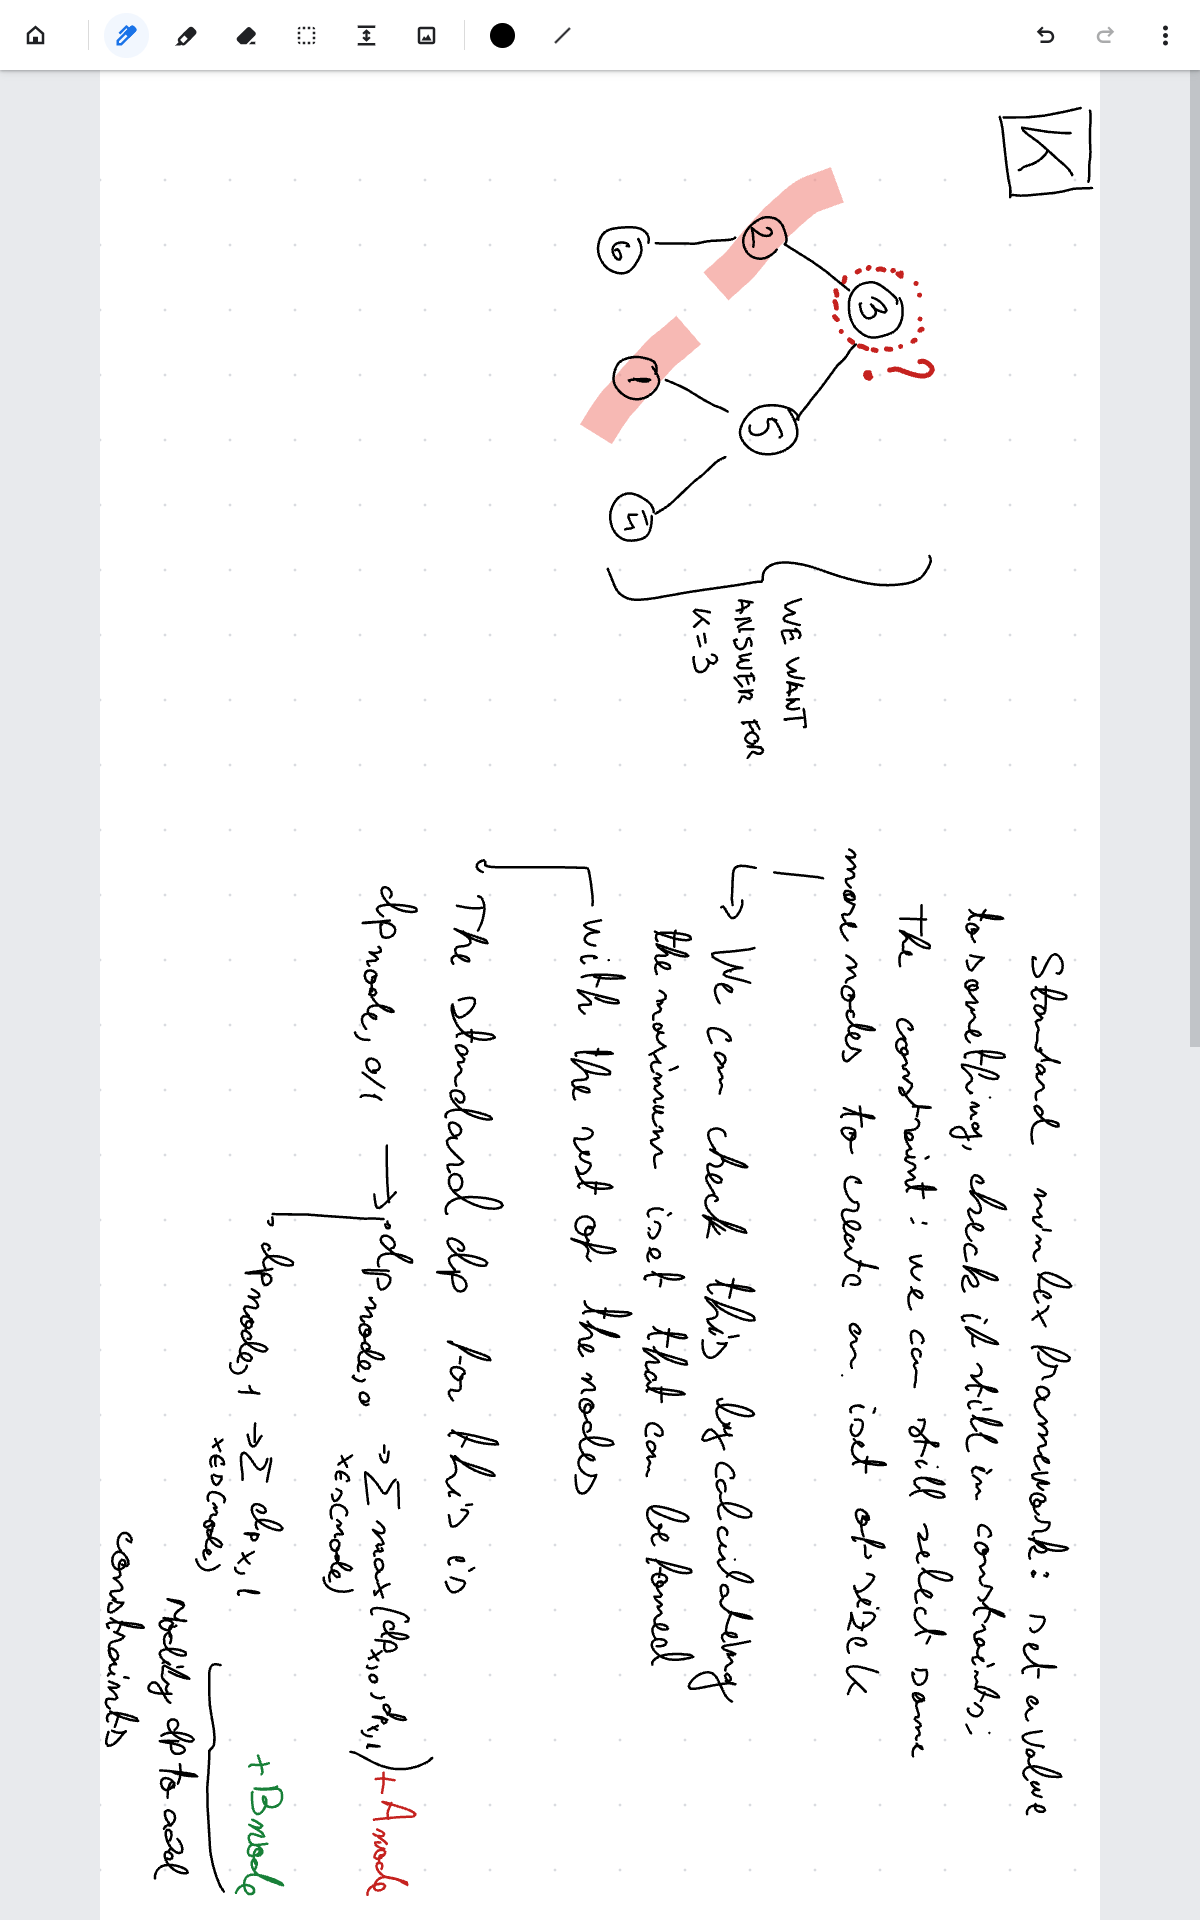 K
2
3
?
6
1
5
4
WE WANT
ANSWER FOR
K=3
Standard min lex framework: set a value
to something, check if still in constraints.
The constraint: we can still select some
more nodes to create an iset of size k
→ We can check this by calculating
the maximum iset that can be formed
with the rest of the nodes
The standard dp for this is
dp node, 0/1 → dp node, 0 → Σ max(dp x,0, dp x,1) + A node
x ∈ S(node)
dp node, 1 → Σ dp x, 1 + B node
x ∈ S(node)
Modify dp to add
constraints